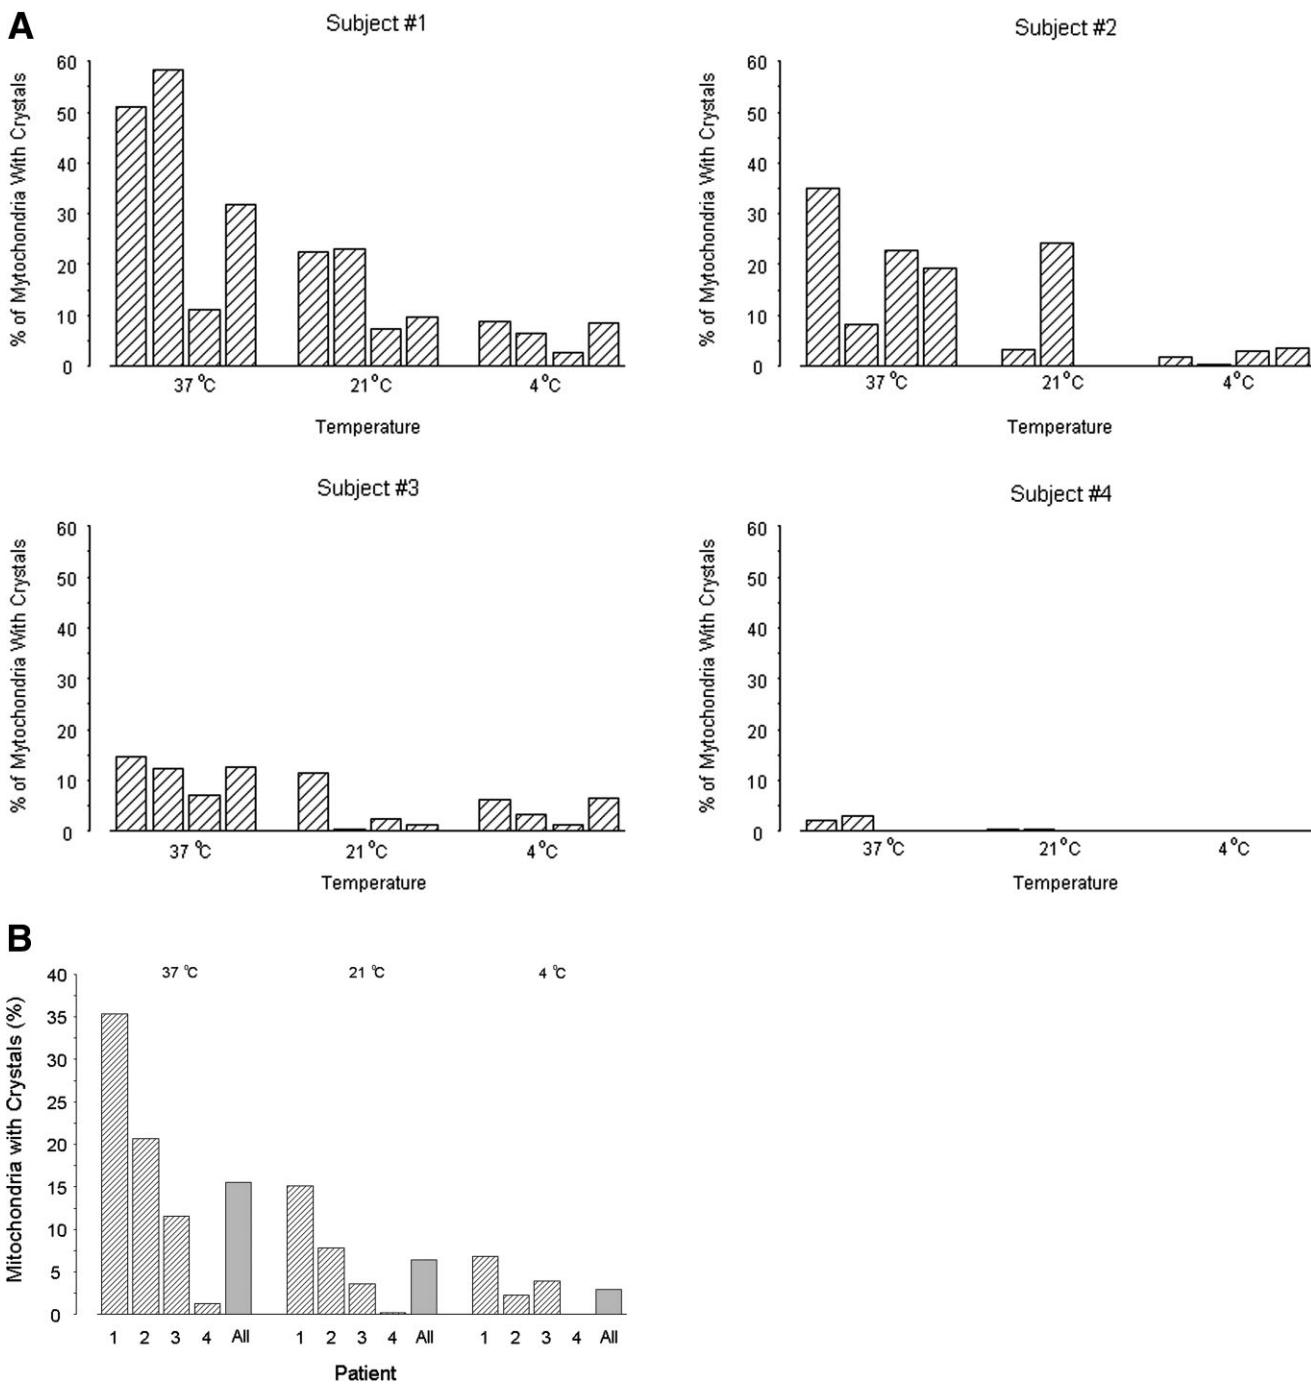 A
Subject #1
% of Mytochondria With Crystals
60
50
40
30
20
10
0
37 °C
21 °C
4 °C
Temperature
Subject #2
% of Mytochondria With Crystals
60
50
40
30
20
10
0
37 °C
21 °C
4 °C
Temperature
Subject #3
% of Mytochondria With Crystals
60
50
40
30
20
10
0
37 °C
21 °C
4 °C
Temperature
Subject #4
% of Mytochondria With Crystals
60
50
40
30
20
10
0
37 °C
21 °C
4 °C
Temperature
B
Mitochondria with Crystals (%)
37 °C
21 °C
4 °C
40
35
30
25
20
15
10
5
0
1 2 3 4 All
1 2 3 4 All
1 2 3 4 All
Patient